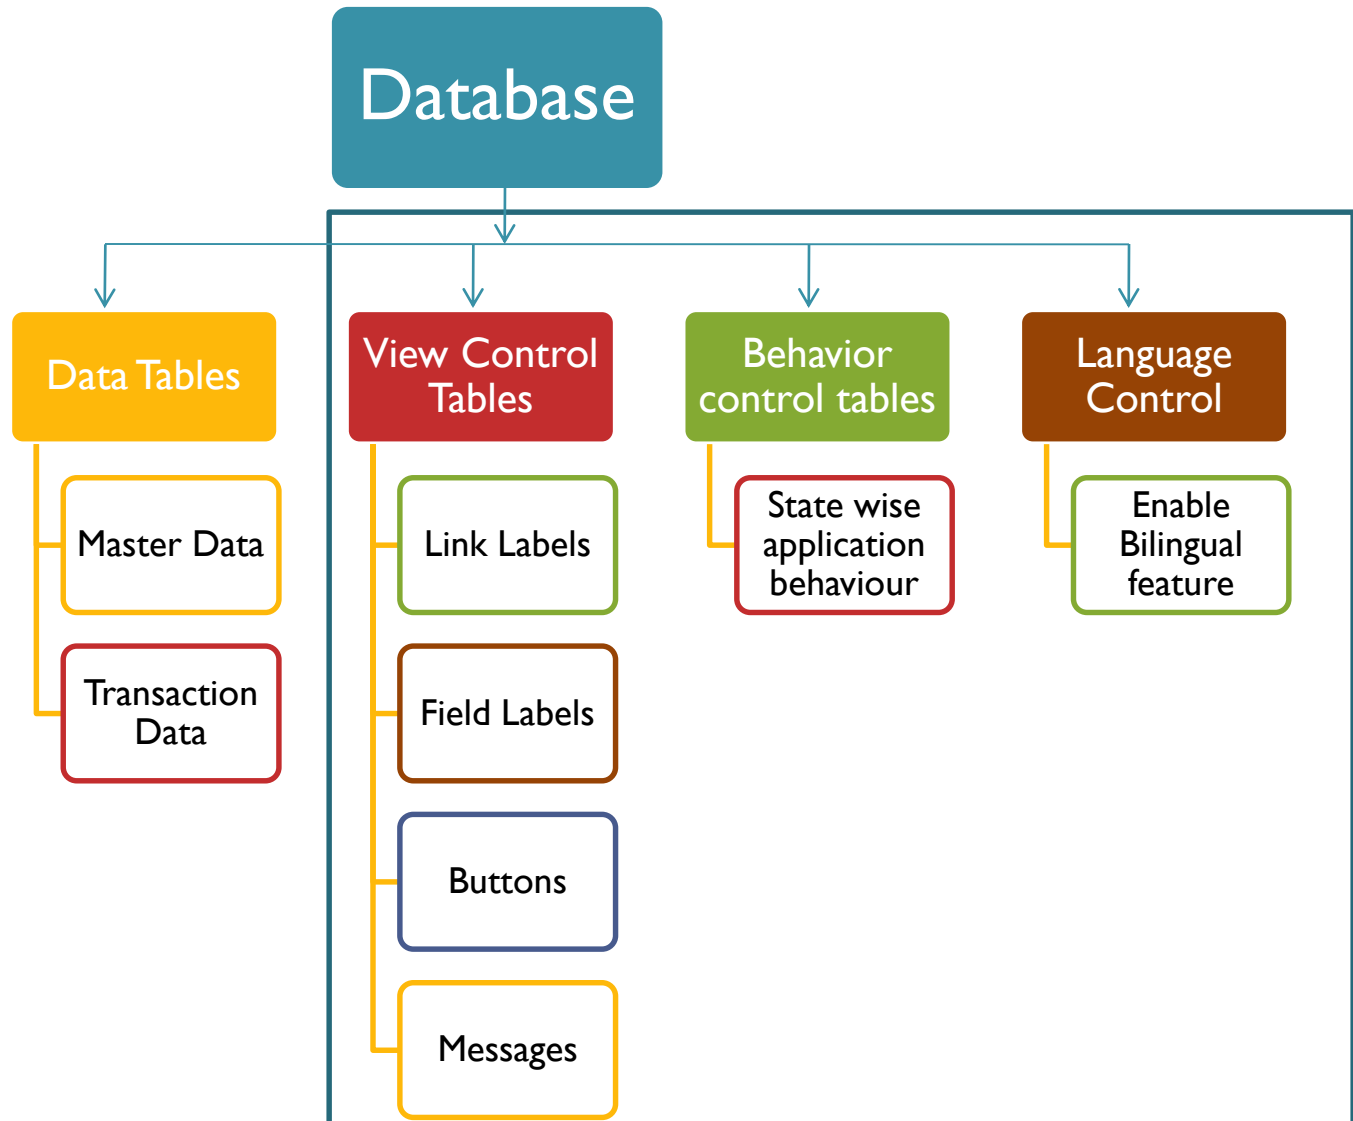 Database
Data Tables
View Control
Tables
Behavior
control tables
Language
Control
Master Data
Transaction
Data
Link Labels
Field Labels
Buttons
Messages
State wise
application
behaviour
Enable
Bilingual
feature